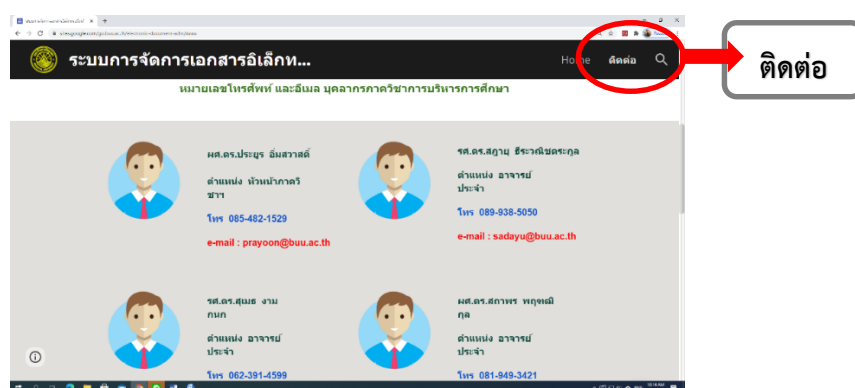 ระบบการจัดการเอกสารอิเล็กท...
Home
ติดต่อ
ติดต่อ
หมายเลขโทรศัพท์ และอีเมล บุคลากรภาควิชาการบริหารการศึกษา
ผศ.ดร.ประยูร อิ่มสวาสดิ์
ตำแหน่ง หัวหน้าภาควิ
ชาฯ
โทร 085-482-1529
e-mail : prayoon@buu.ac.th
รศ.ดร.สฎายุ ธีระวณิชตระกูล
ตำแหน่ง อาจารย์
ประจำ
โทร 089-938-5050
e-mail : sadayu@buu.ac.th
รศ.ดร.สุเมธ งาม
กนก
ตำแหน่ง อาจารย์
ประจำ
โทร 062-391-4599
ผศ.ดร.สถาพร พฤฑฒิ
กุล
ตำแหน่ง อาจารย์
ประจำ
โทร 081-949-3421